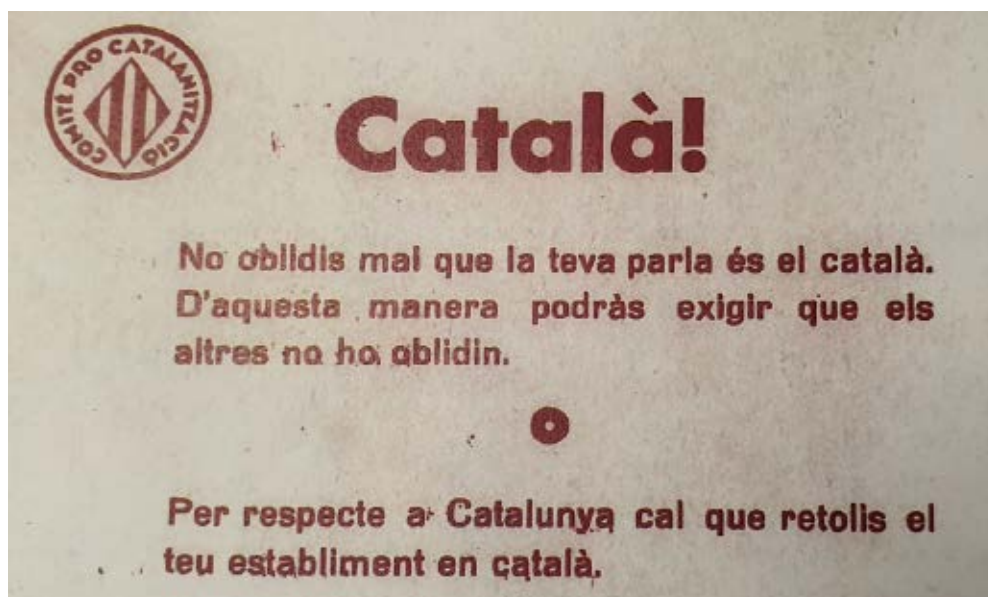 COMITÈ PRO CATALANITZACIÓ
Català!
No oblidis mai que la teva parla és el català.
D'aquesta manera podràs exigir que els
altres no ho oblidin.
Per respecte a Catalunya cal que retolis el
teu establiment en català.